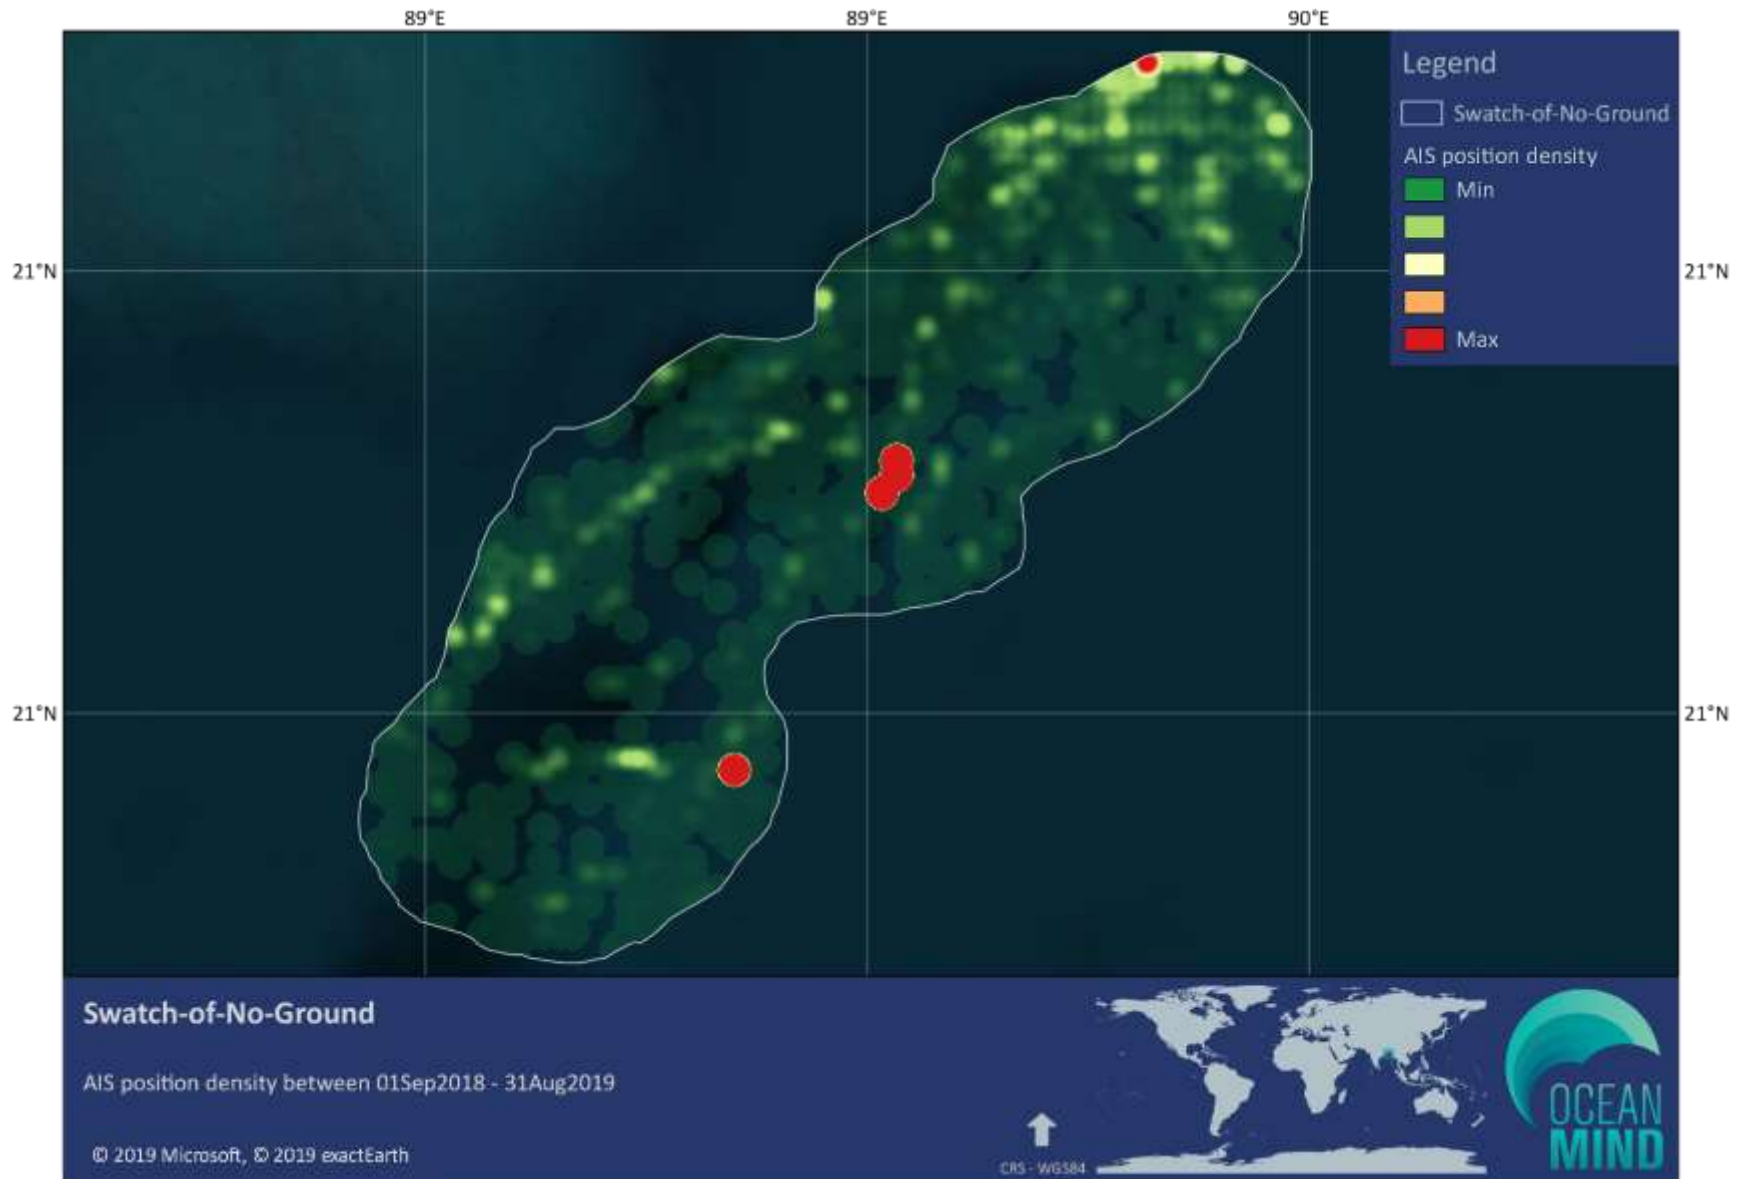 89°E 89°E 90°E
Legend
Swatch-of-No-Ground
AIS position density
Min
Max
21°N 21°N
21°N 21°N
Swatch-of-No-Ground
AIS position density between 01Sep2018 - 31Aug2019
© 2019 Microsoft, © 2019 exactEarth
CRS - WGS84
OCEAN
MIND